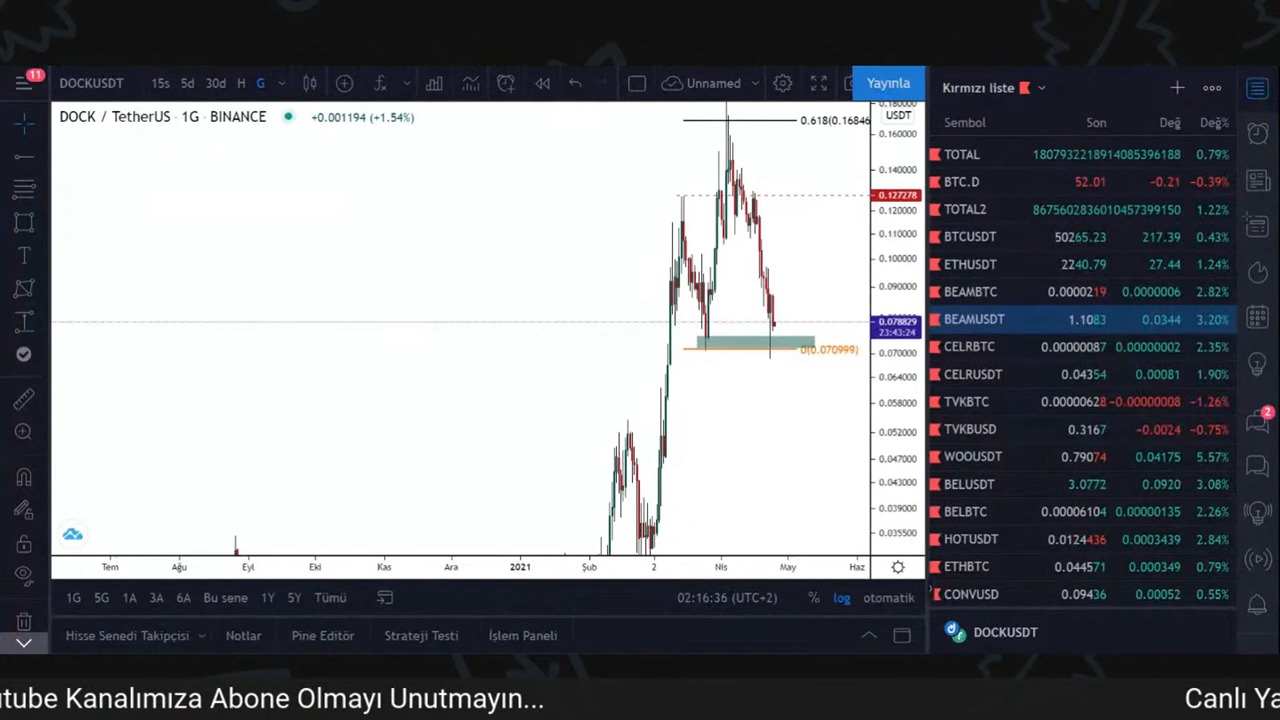 11
DOCKUSDT 15s 5d 30d H G
Unnamed
Yayınla
DOCK / TetherUS · 1G · BINANCE +0.001194 (+1.54%)
0.180000
USDT
0.618(0.16846
0.160000
0.140000
0.127278
0.120000
0.110000
0.100000
0.090000
0.078829
23:43:24
0(0.070999)
0.070000
0.064000
0.058000
0.052000
0.047000
0.043000
0.039000
0.035500
Tem Ağu Eyl Eki Kas Ara 2021 Şub 2 Nis May Haz
1G 5G 1A 3A 6A Bu sene 1Y 5Y Tümü
02:16:36 (UTC+2) % log otomatik
Hisse Senedi Takipçisi Notlar Pine Editör Strateji Testi İşlem Paneli
Kırmızı liste
Sembol Son Değ Değ%
TOTAL 1807932218914085396188 0.79%
BTC.D 52.01 -0.21 -0.39%
TOTAL2 8675602836010457399150 1.22%
BTCUSDT 50265.23 217.39 0.43%
ETHUSDT 2240.79 27.44 1.24%
BEAMBTC 0.0000219 0.0000006 2.82%
BEAMUSDT 1.1083 0.0344 3.20%
CELRBTC 0.00000087 0.00000002 2.35%
CELRUSDT 0.04354 0.00081 1.90%
TVKBTC 0.00000628 -0.00000008 -1.26%
TVKBUSD 0.3167 -0.0024 -0.75%
WOOUSDT 0.79074 0.04175 5.57%
BELUSDT 3.0772 0.0920 3.08%
BELBTC 0.00006104 0.00000135 2.26%
HOTUSDT 0.0124436 0.0003439 2.84%
ETHBTC 0.044571 0.000349 0.79%
CONVUSD 0.09436 0.00052 0.55%
DOCKUSDT
2
utube Kanalımıza Abone Olmayı Unutmayın...
Canlı Ya